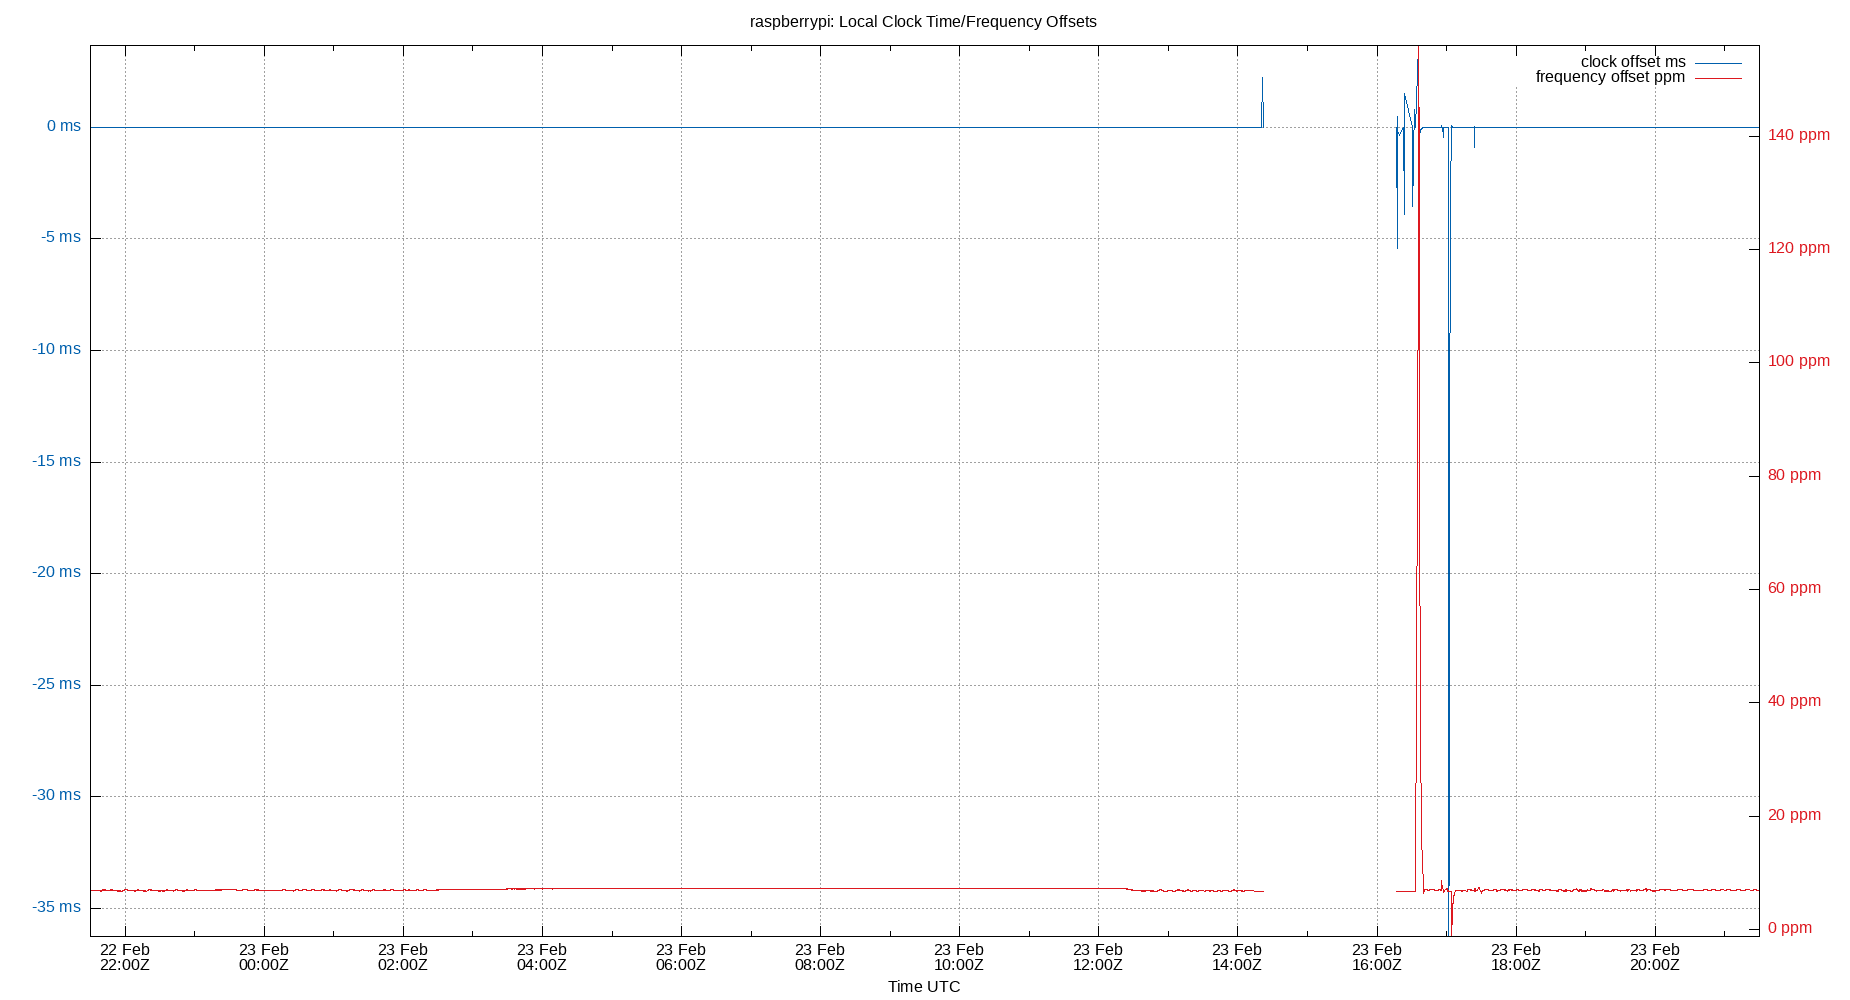 raspberrypi: Local Clock Time/Frequency Offsets
clock offset ms
frequency offset ppm
0 ms
-5 ms
-10 ms
-15 ms
-20 ms
-25 ms
-30 ms
-35 ms
140 ppm
120 ppm
100 ppm
80 ppm
60 ppm
40 ppm
20 ppm
0 ppm
22 Feb
22:00Z
23 Feb
00:00Z
23 Feb
02:00Z
23 Feb
04:00Z
23 Feb
06:00Z
23 Feb
08:00Z
23 Feb
10:00Z
23 Feb
12:00Z
23 Feb
14:00Z
23 Feb
16:00Z
23 Feb
18:00Z
23 Feb
20:00Z
Time UTC